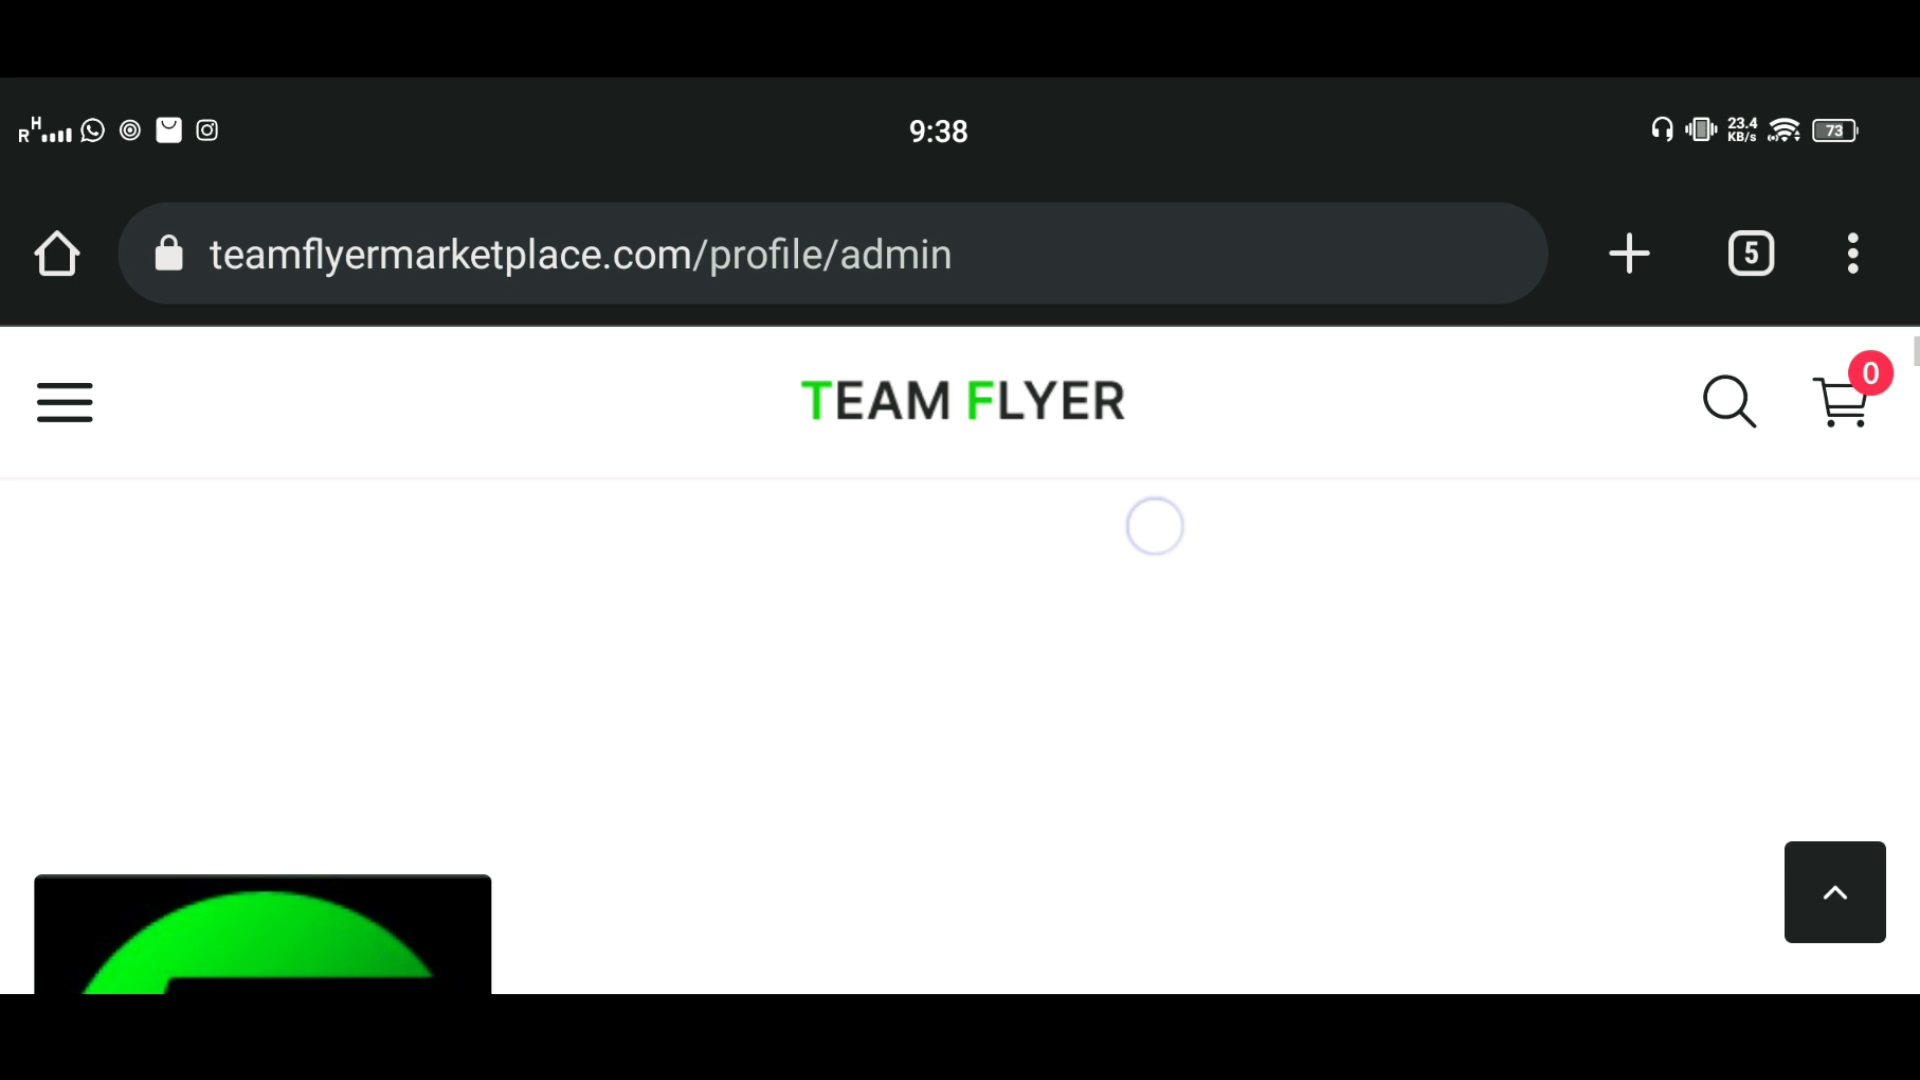 R H 9:38 23.4 KB/s 73
teamflyermarketplace.com/profile/admin 5
TEAM FLYER 0